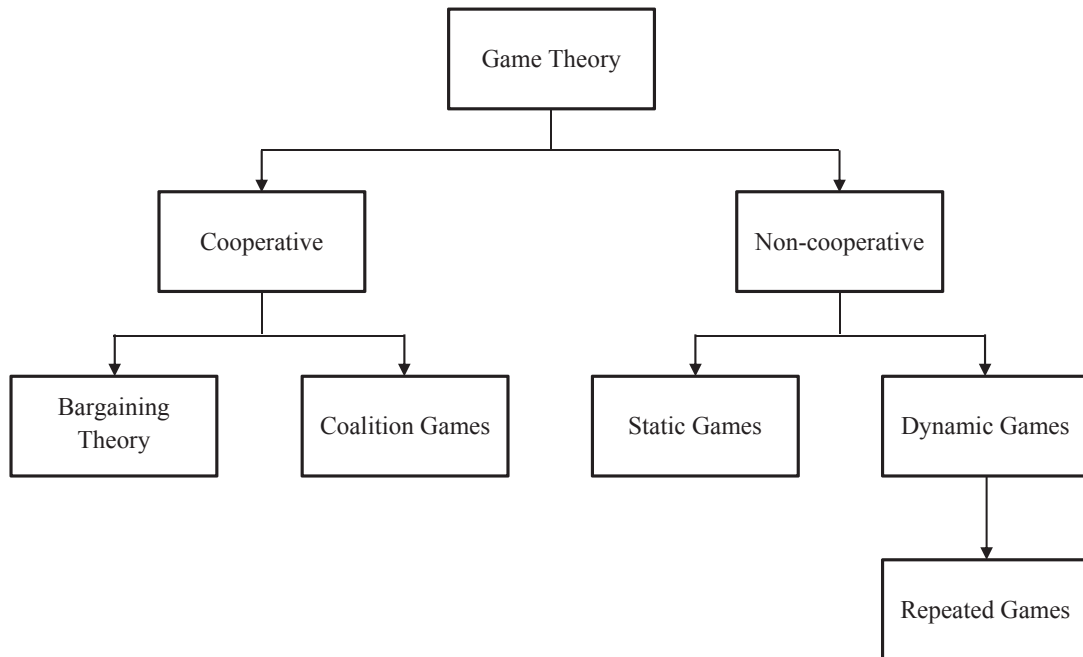 Game Theory
Cooperative
Non-cooperative
Bargaining
Theory
Coalition Games
Static Games
Dynamic Games
Repeated Games